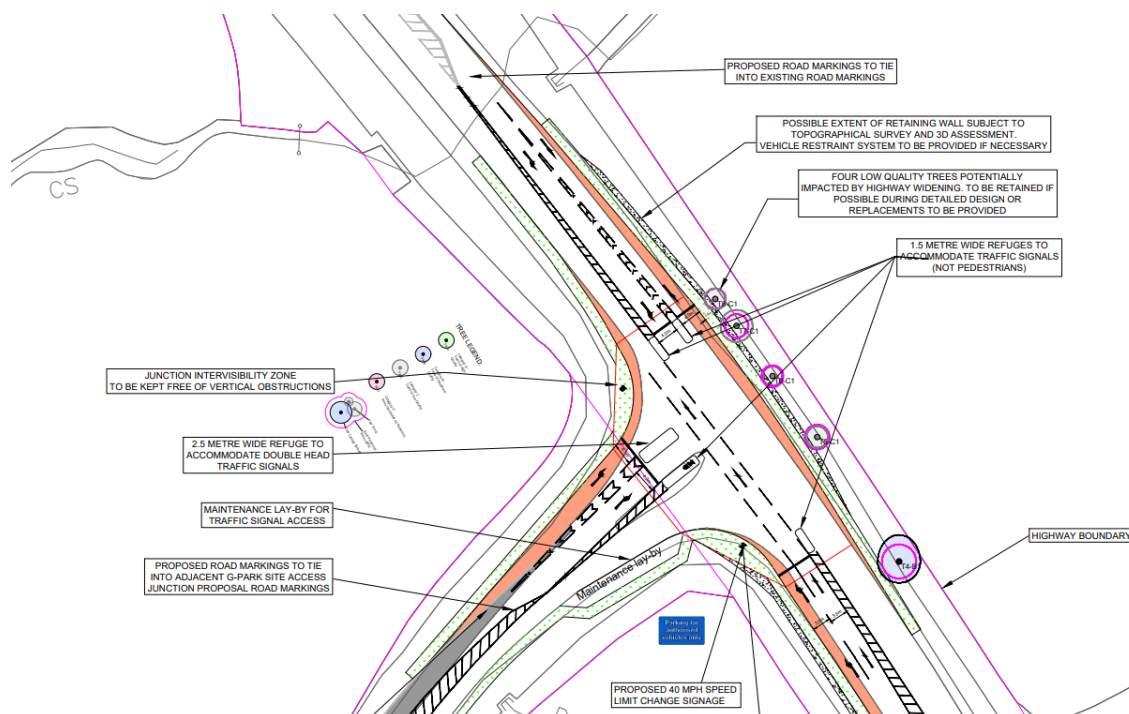 PROPOSED ROAD MARKINGS TO TIE
INTO EXISTING ROAD MARKINGS
POSSIBLE EXTENT OF RETAINING WALL SUBJECT TO
TOPOGRAPHICAL SURVEY AND 3D ASSESSMENT.
VEHICLE RESTRAINT SYSTEM TO BE PROVIDED IF NECESSARY
FOUR LOW QUALITY TREES POTENTIALLY
IMPACTED BY HIGHWAY WIDENING. TO BE RETAINED IF
POSSIBLE DURING DETAILED DESIGN OR
REPLACEMENTS TO BE PROVIDED
CS
1.5 METRE WIDE REFUGES TO
ACCOMMODATE TRAFFIC SIGNALS
(NOT PEDESTRIANS)
TREE LEGEND:
JUNCTION INTERVISIBILITY ZONE
TO BE KEPT FREE OF VERTICAL OBSTRUCTIONS
2.5 METRE WIDE REFUGE TO
ACCOMMODATE DOUBLE HEAD
TRAFFIC SIGNALS
MAINTENANCE LAY-BY FOR
TRAFFIC SIGNAL ACCESS
HIGHWAY BOUNDARY
PROPOSED ROAD MARKINGS TO TIE
INTO ADJACENT G-PARK SITE ACCESS
JUNCTION PROPOSAL ROAD MARKINGS
Maintenance lay-by
Parking for
authorised
vehicles only
PROPOSED 40 MPH SPEED
LIMIT CHANGE SIGNAGE